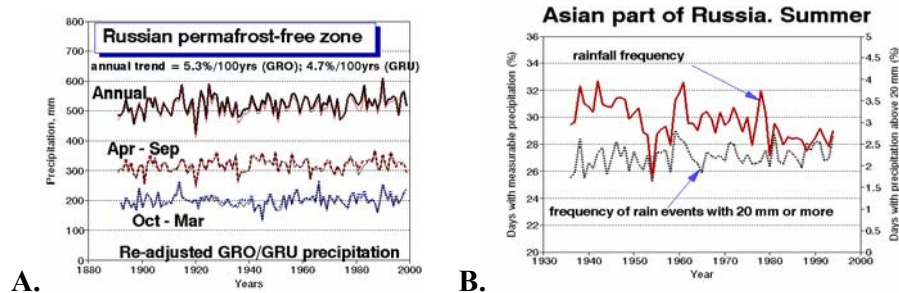 Russian permafrost-free zone
annual trend = 5.3%/100yrs (GRO); 4.7%/100yrs (GRU)
Annual
Apr - Sep
Oct - Mar
Re-adjusted GRO/GRU precipitation
Precipitation, mm
800
700
600
500
400
300
200
100
0
1880 1900 1920 1940 1960 1980 2000
Years
A.
Asian part of Russia. Summer
rainfall frequency
frequency of rain events with 20 mm or more
Days with measurable precipitation (%)
36
34
32
30
28
26
24
22
20
Days with precipitation above 20 mm (%)
5
4.5
4
3.5
3
2.5
2
1.5
1
0.5
0
1930 1940 1950 1960 1970 1980 1990 2000
Year
B.